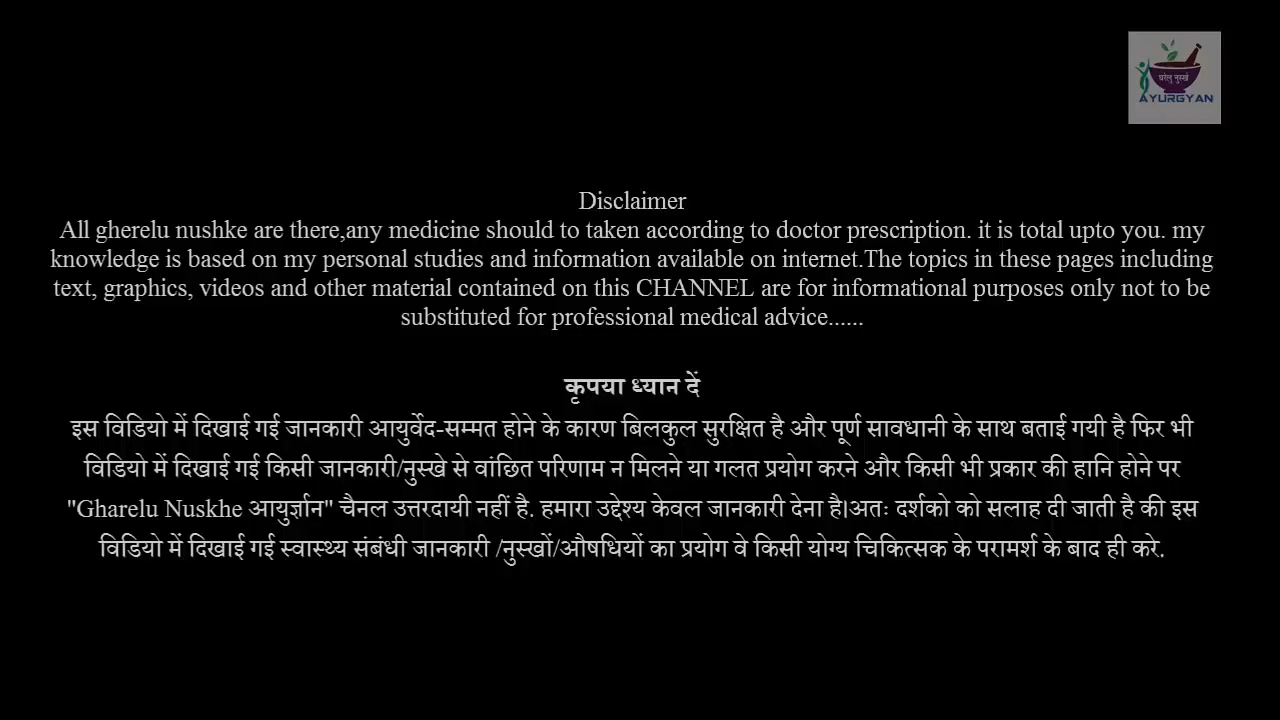 घरेलु नुस्खे
AYURGYAN
Disclaimer
All gherelu nushke are there,any medicine should to taken according to doctor prescription. it is total upto you. my
knowledge is based on my personal studies and information available on internet.The topics in these pages including
text, graphics, videos and other material contained on this CHANNEL are for informational purposes only not to be
substituted for professional medical advice......
कृपया ध्यान दें
इस विडियो में दिखाई गई जानकारी आयुर्वेद-सम्मत होने के कारण बिलकुल सुरक्षित है और पूर्ण सावधानी के साथ बताई गयी है फिर भी
विडियो में दिखाई गई किसी जानकारी/नुस्खे से वांछित परिणाम न मिलने या गलत प्रयोग करने और किसी भी प्रकार की हानि होने पर
"Gharelu Nuskhe आयुर्ज्ञान" चैनल उत्तरदायी नहीं है. हमारा उद्देश्य केवल जानकारी देना है।अतः दर्शको को सलाह दी जाती है की इस
विडियो में दिखाई गई स्वास्थ्य संबंधी जानकारी /नुस्खों/औषधियों का प्रयोग वे किसी योग्य चिकित्सक के परामर्श के बाद ही करे.